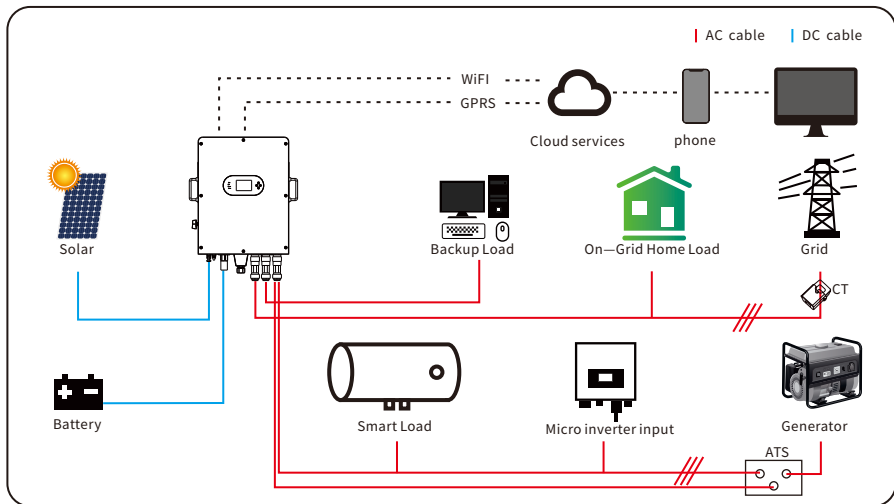 AC cable
DC cable
WiFI
GPRS
Cloud services
phone
Solar
Backup Load
On—Grid Home Load
Grid
CT
Battery
Smart Load
Micro inverter input
Generator
ATS